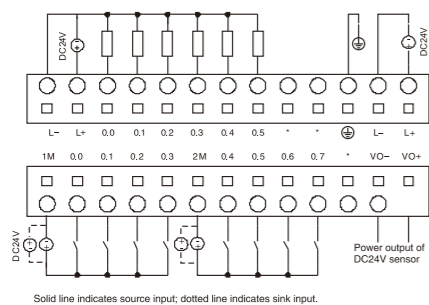 DC24V
DC24V
L− L+ 0.0 0.1 0.2 0.3 0.4 0.5 * * L− L+
1M 0.0 0.1 0.2 0.3 2M 0.4 0.5 0.6 0.7 * VO− VO+
DC24V
Power output of
DC24V sensor
Solid line indicates source input; dotted line indicates sink input.